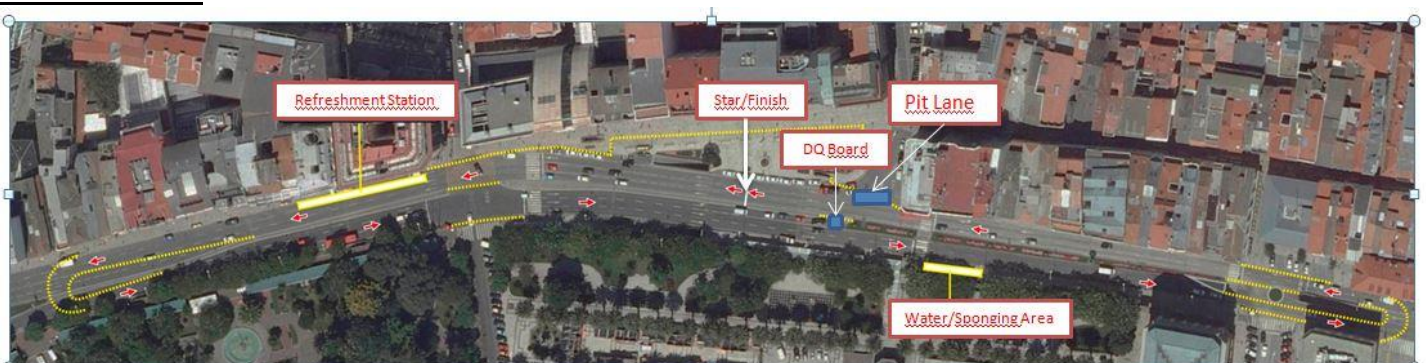 Refreshment Station
Star/Finish
Pit Lane
DQ Board
Water/Sponging Area